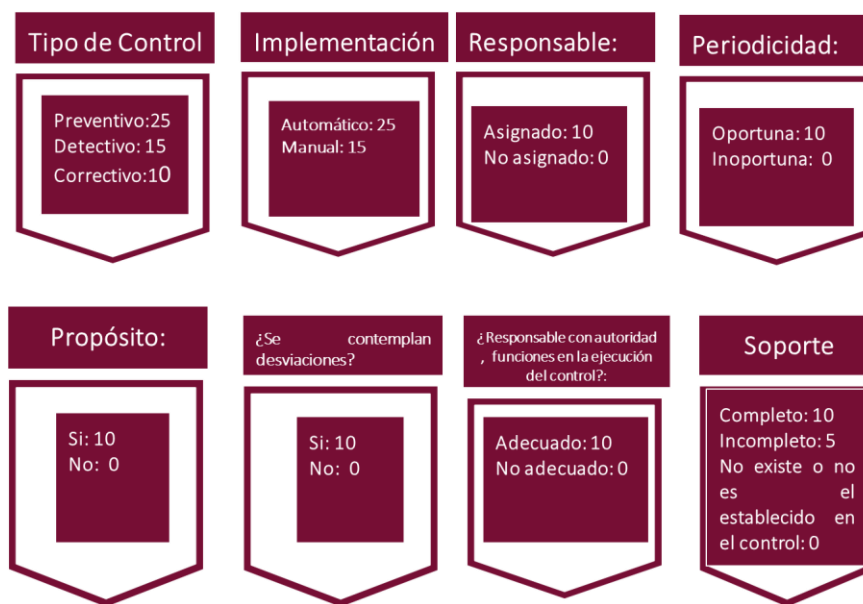 Tipo de Control
Preventivo:25
Detectivo: 15
Correctivo:10
Implementación
Automático: 25
Manual: 15
Responsable:
Asignado: 10
No asignado: 0
Periodicidad:
Oportuna: 10
Inoportuna: 0
Propósito:
Si: 10
No: 0
¿Se contemplan
desviaciones?
Si: 10
No: 0
¿Responsable con autoridad
, funciones en la ejecución
del control?:
Adecuado: 10
No adecuado: 0
Soporte
Completo: 10
Incompleto: 5
No existe o no
es el
establecido en
el control: 0